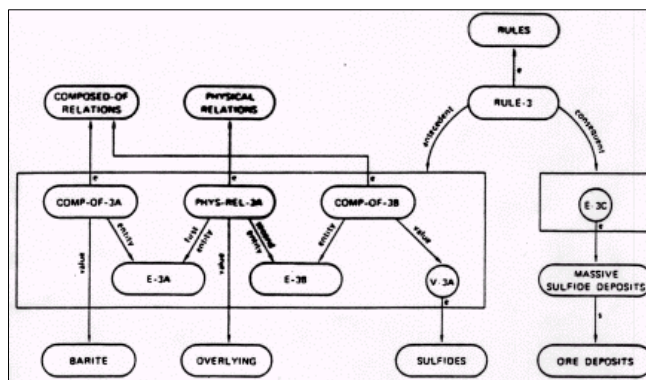 RULES
COMPOSED-OF
RELATIONS
PHYSICAL
RELATIONS
e
RULE-3
antecedent
consequent
e
e
e
COMP-OF-3A
PHYS-REL-3A
COMP-OF-3B
E-3C
e
entity
first
entity
second
entity
entity
value
value
value
E-3A
E-3B
V-3A
e
MASSIVE
SULFIDE DEPOSITS
s
BARITE
OVERLYING
SULFIDES
ORE DEPOSITS